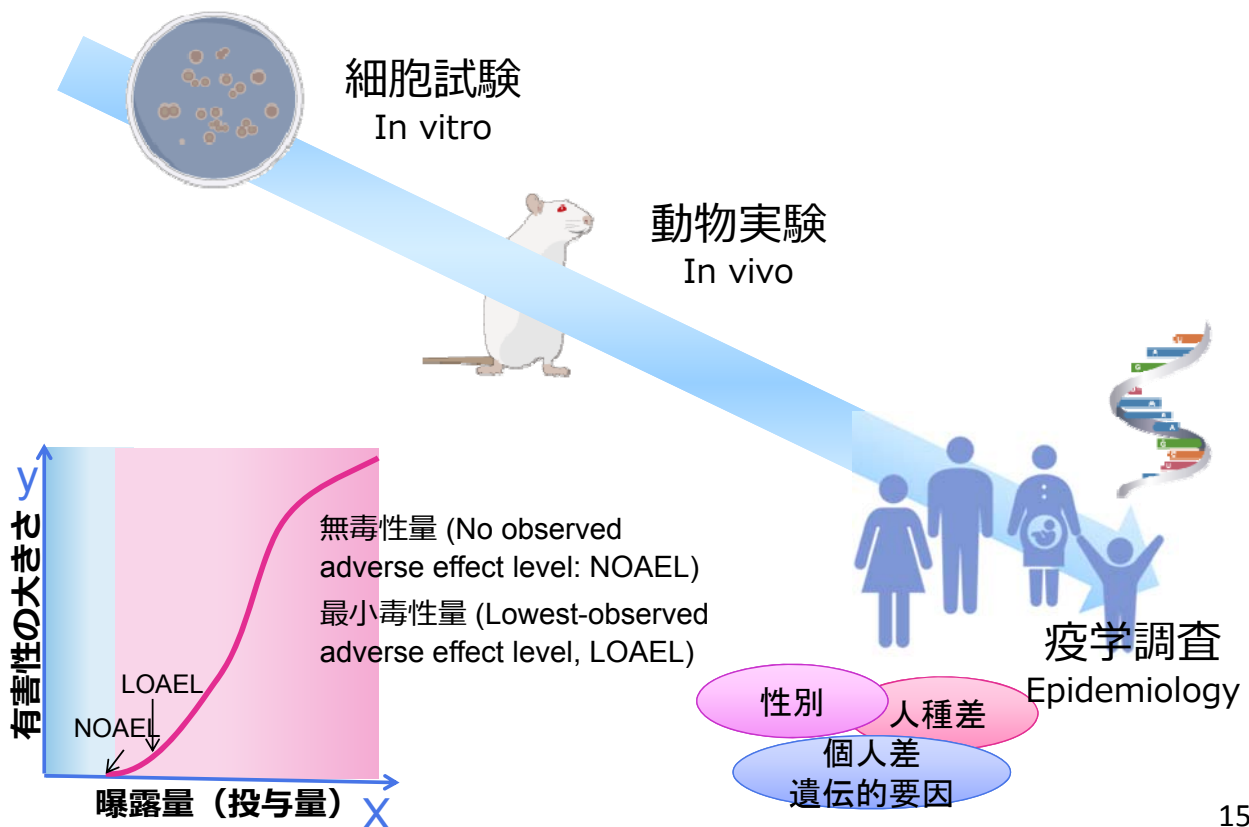 細胞試験
In vitro
動物実験
In vivo
y
有害性の大きさ
無毒性量 (No observed
adverse effect level: NOAEL)
最小毒性量 (Lowest-observed
adverse effect level, LOAEL)
LOAEL
NOAEL
曝露量（投与量）
X
疫学調査
Epidemiology
性別
人種差
個人差
遺伝的要因
15